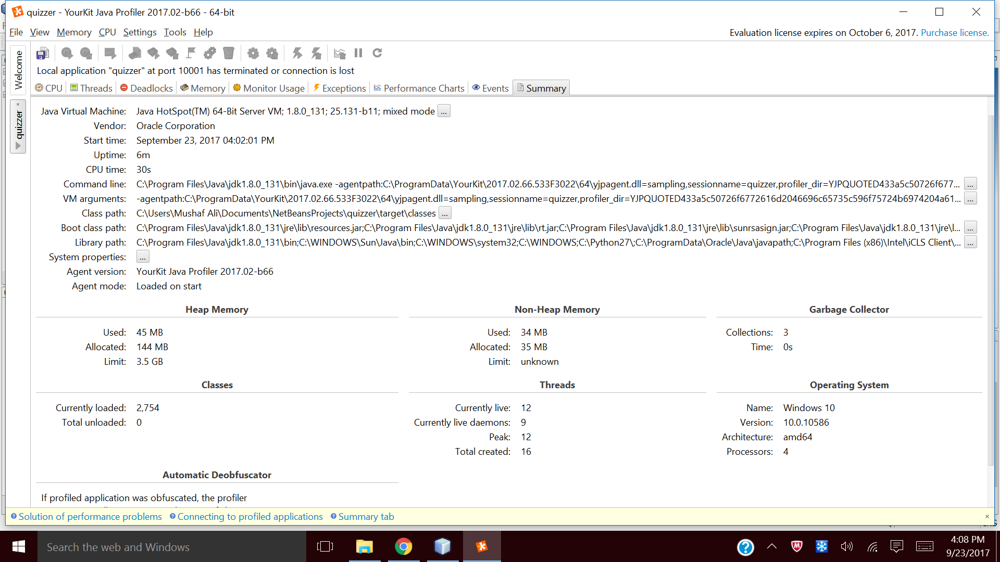 quizzer - YourKit Java Profiler 2017.02-b66 - 64-bit
File View Memory CPU Settings Tools Help
Evaluation license expires on October 6, 2017. Purchase license.
Welcome
quizzer
Local application "quizzer" at port 10001 has terminated or connection is lost
CPU Threads Deadlocks Memory Monitor Usage Exceptions Performance Charts Events Summary
Java Virtual Machine: Java HotSpot(TM) 64-Bit Server VM; 1.8.0_131; 25.131-b11; mixed mode ...
Vendor: Oracle Corporation
Start time: September 23, 2017 04:02:01 PM
Uptime: 6m
CPU time: 30s
Command line: C:\Program Files\Java\jdk1.8.0_131\bin\java.exe -agentpath:C:\ProgramData\YourKit\2017.02.66.533F3022\64\yjpagent.dll=sampling,sessionname=quizzer,profiler_dir=YJPQUOTED433a5c50726f677... ...
VM arguments: -agentpath:C:\ProgramData\YourKit\2017.02.66.533F3022\64\yjpagent.dll=sampling,sessionname=quizzer,profiler_dir=YJPQUOTED433a5c50726f6772616d2046696c65735c596f75724b6974204a61... ...
Class path: C:\Users\Mushaf Ali\Documents\NetBeansProjects\quizzer\target\classes ...
Boot class path: C:\Program Files\Java\jdk1.8.0_131\jre\lib\resources.jar;C:\Program Files\Java\jdk1.8.0_131\jre\lib\rt.jar;C:\Program Files\Java\jdk1.8.0_131\jre\lib\sunrsasign.jar;C:\Program Files\Java\jdk1.8.0_131\jre\l... ...
Library path: C:\Program Files\Java\jdk1.8.0_131\bin;C:\WINDOWS\Sun\Java\bin;C:\WINDOWS\system32;C:\WINDOWS;C:\Python27\;C:\ProgramData\Oracle\Java\javapath;C:\Program Files (x86)\Intel\iCLS Client\... ...
System properties: ...
Agent version: YourKit Java Profiler 2017.02-b66
Agent mode: Loaded on start
Heap Memory
Used: 45 MB
Allocated: 144 MB
Limit: 3.5 GB
Non-Heap Memory
Used: 34 MB
Allocated: 35 MB
Limit: unknown
Garbage Collector
Collections: 3
Time: 0s
Classes
Currently loaded: 2,754
Total unloaded: 0
Threads
Currently live: 12
Currently live daemons: 9
Peak: 12
Total created: 16
Operating System
Name: Windows 10
Version: 10.0.10586
Architecture: amd64
Processors: 4
Automatic Deobfuscator
If profiled application was obfuscated, the profiler
Solution of performance problems Connecting to profiled applications Summary tab
Search the web and Windows
4:08 PM
9/23/2017